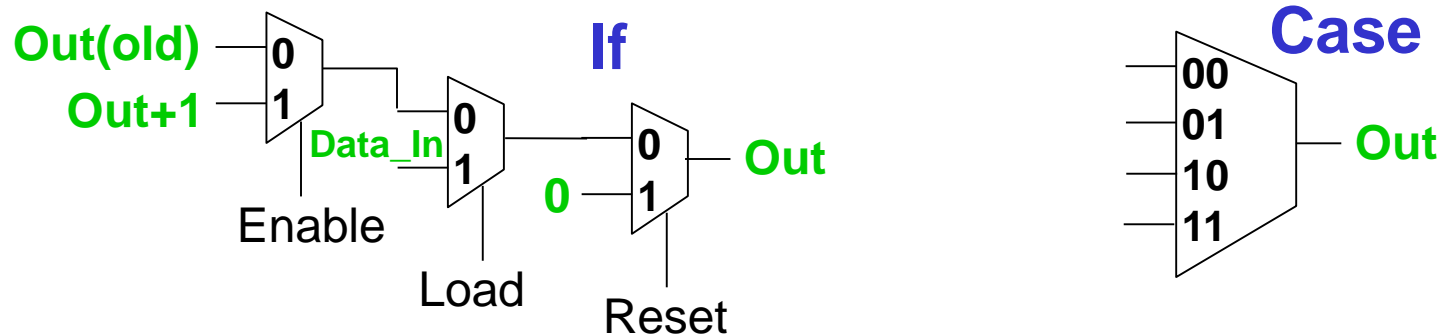 If
Out(old)
0
Out+1
1
Enable
0
Data_In
1
Load
0
0
1
Reset
Out
Case
00
01
10
11
Out